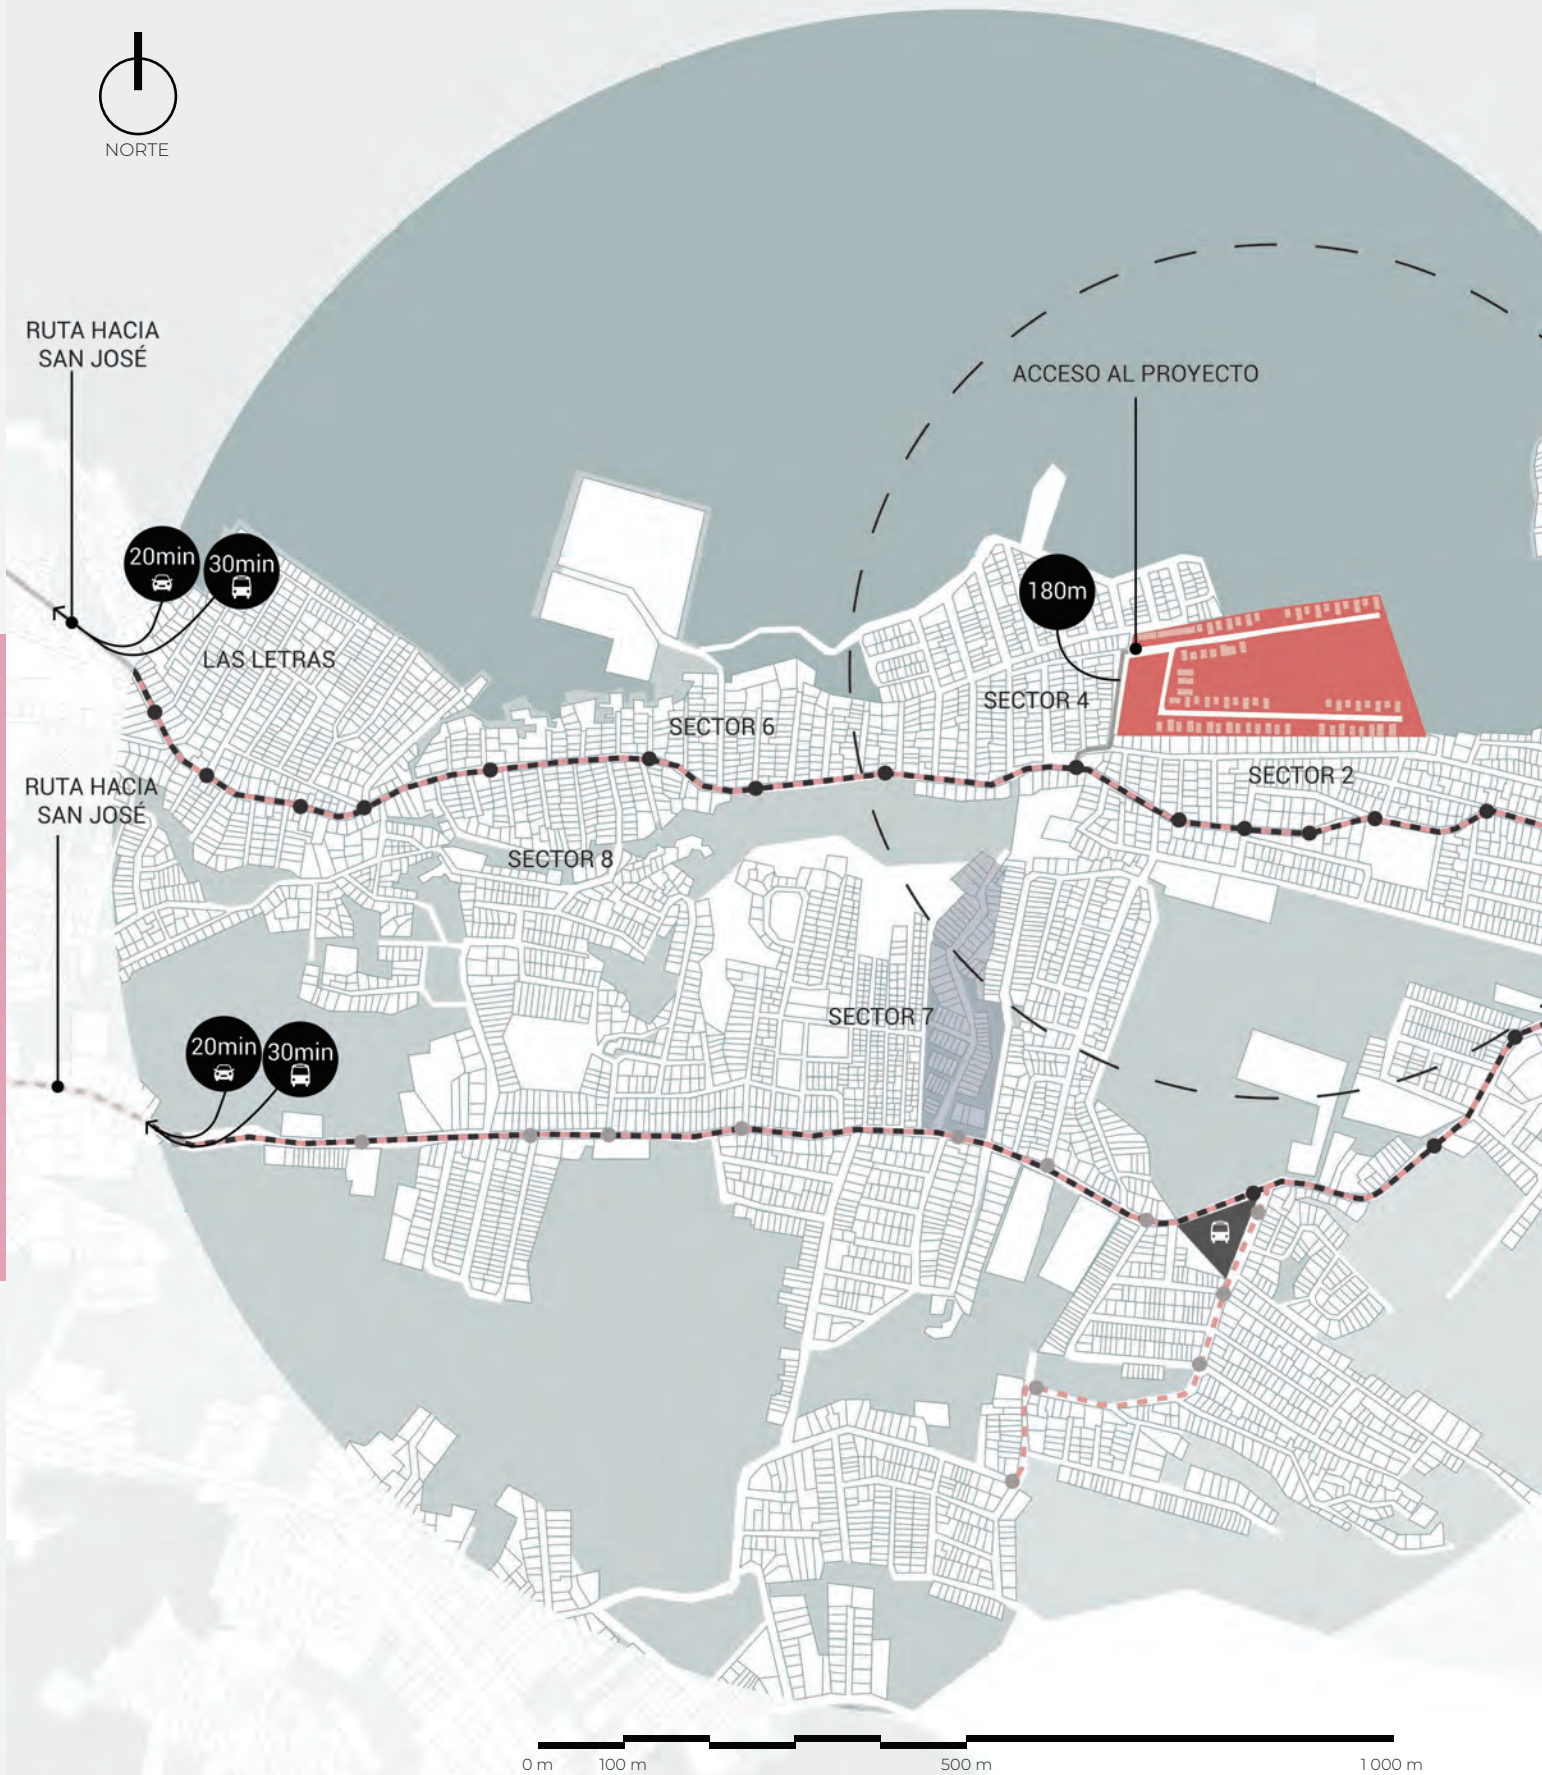 NORTE
RUTA HACIA
SAN JOSÉ
ACCESO AL PROYECTO
20min
30min
180m
LAS LETRAS
SECTOR 4
SECTOR 6
SECTOR 2
RUTA HACIA
SAN JOSÉ
SECTOR 8
SECTOR 7
20min
30min
0 m
100 m
500 m
1 000 m